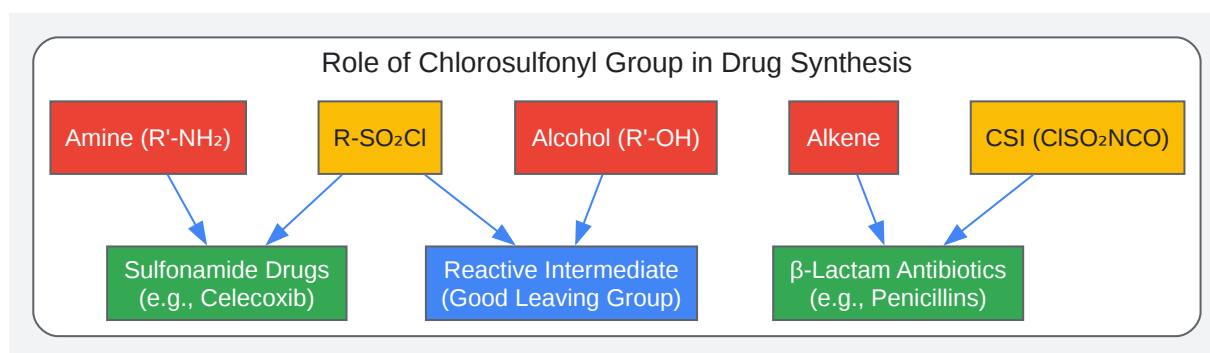 Role of Chlorosulfonyl Group in Drug Synthesis
Amine (R'-NH₂)
R-SO₂Cl
Alcohol (R'-OH)
Alkene
CSI (ClSO₂NCO)
Sulfonamide Drugs
(e.g., Celecoxib)
Reactive Intermediate
(Good Leaving Group)
β-Lactam Antibiotics
(e.g., Penicillins)